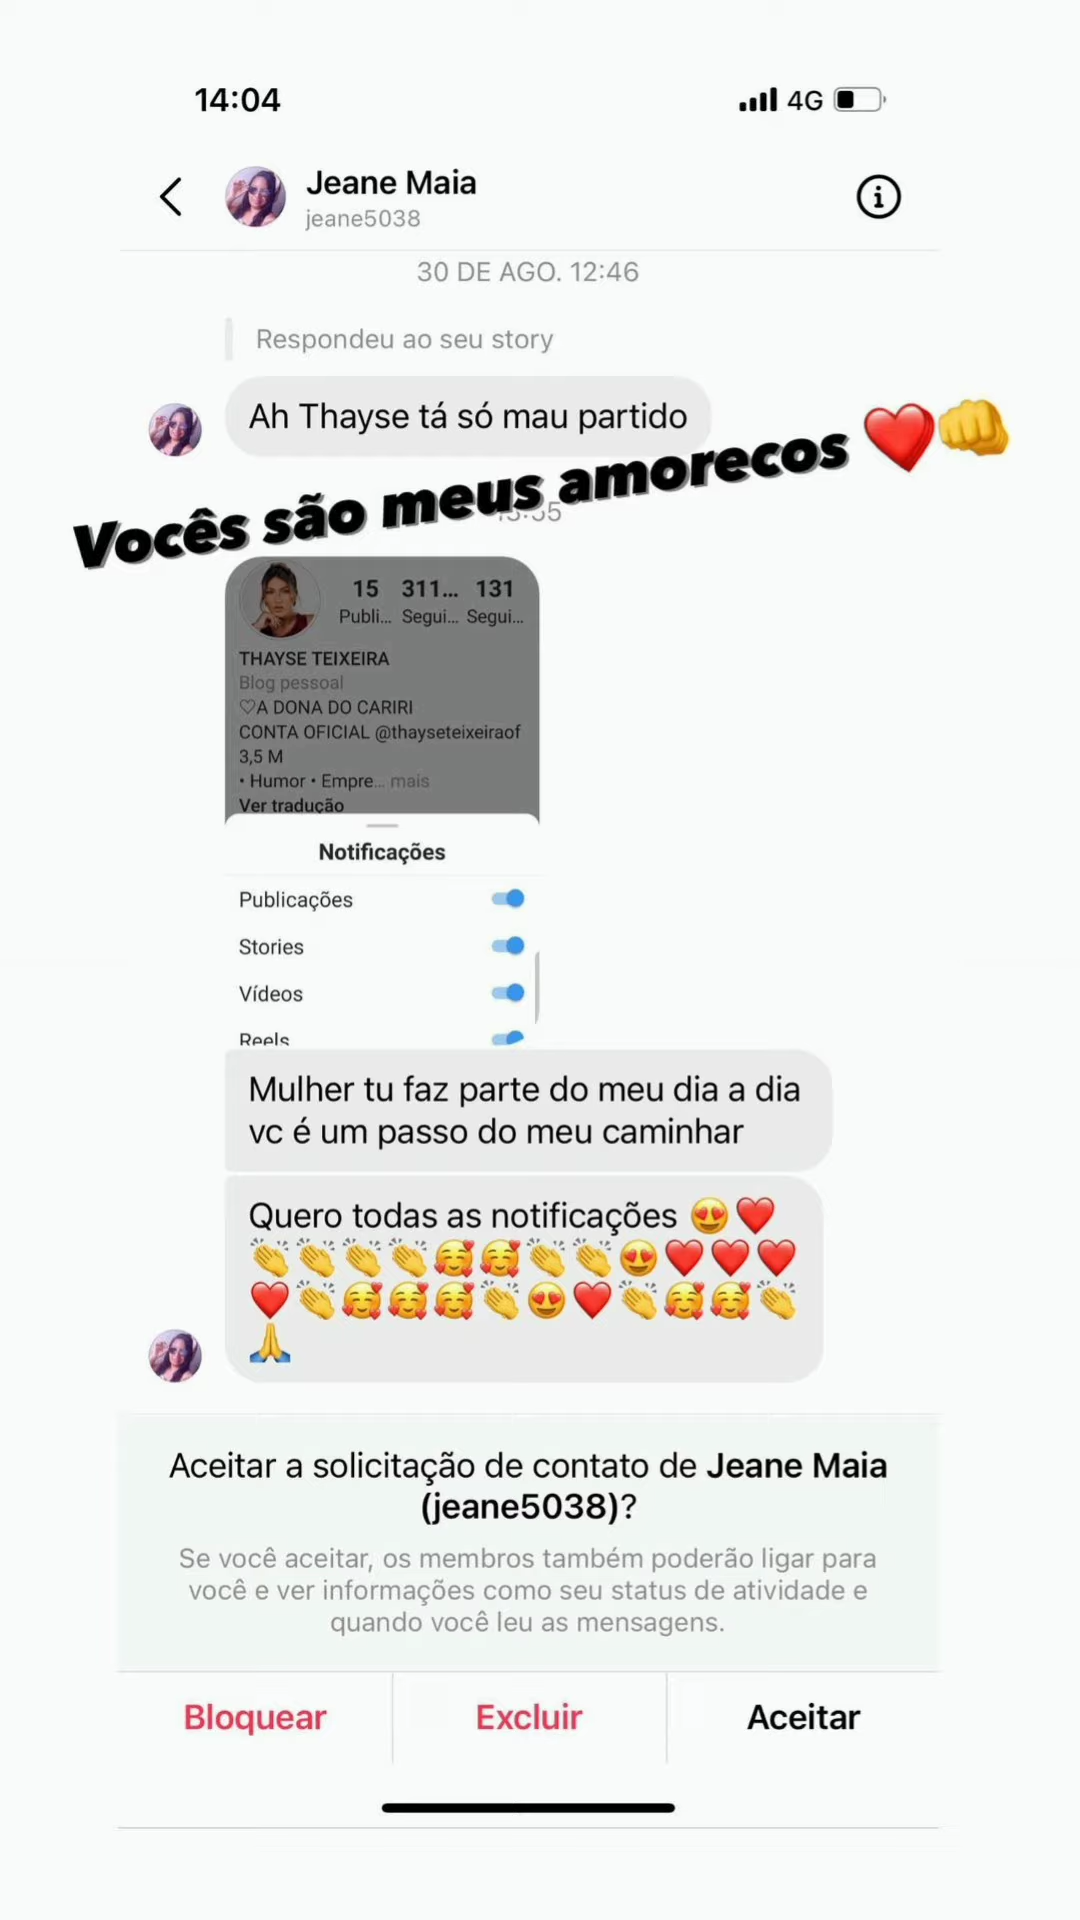 14:04
4G
Jeane Maia
jeane5038
30 DE AGO. 12:46
Respondeu ao seu story
Ah Thayse tá só mau partido
Vocês são meus amorecos ❤️👊
15 311... 131
Publi... Segui... Segui...
THAYSE TEIXEIRA
Blog pessoal
♡A DONA DO CARIRI
CONTA OFICIAL @thayseteixeiraof
3,5 M
• Humor • Empre... mais
Ver tradução
Notificações
Publicações
Stories
Vídeos
Reels
Mulher tu faz parte do meu dia a dia
vc é um passo do meu caminhar
Quero todas as notificações 😍❤️
👏👏👏👏🥰🥰👏👏😍❤️❤️❤️
❤️👏🥰🥰🥰👏😍❤️👏🥰🥰👏
🙏
Aceitar a solicitação de contato de Jeane Maia
(jeane5038)?
Se você aceitar, os membros também poderão ligar para
você e ver informações como seu status de atividade e
quando você leu as mensagens.
Bloquear Excluir Aceitar